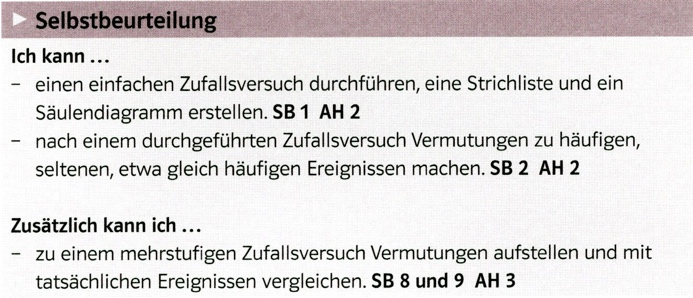 ▶ Selbstbeurteilung
Ich kann ...
– einen einfachen Zufallsversuch durchführen, eine Strichliste und ein
Säulendiagramm erstellen. SB 1 AH 2
– nach einem durchgeführten Zufallsversuch Vermutungen zu häufigen,
seltenen, etwa gleich häufigen Ereignissen machen. SB 2 AH 2
Zusätzlich kann ich ...
– zu einem mehrstufigen Zufallsversuch Vermutungen aufstellen und mit
tatsächlichen Ereignissen vergleichen. SB 8 und 9 AH 3